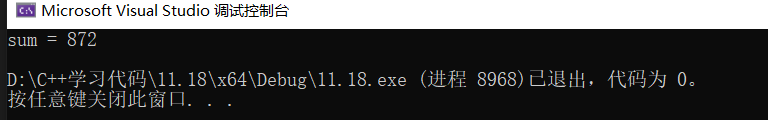 C:\ Microsoft Visual Studio 调试控制台
sum = 872
D:\C++学习代码\11.18\x64\Debug\11.18.exe (进程 8968)已退出，代码为 0。
按任意键关闭此窗口. . .